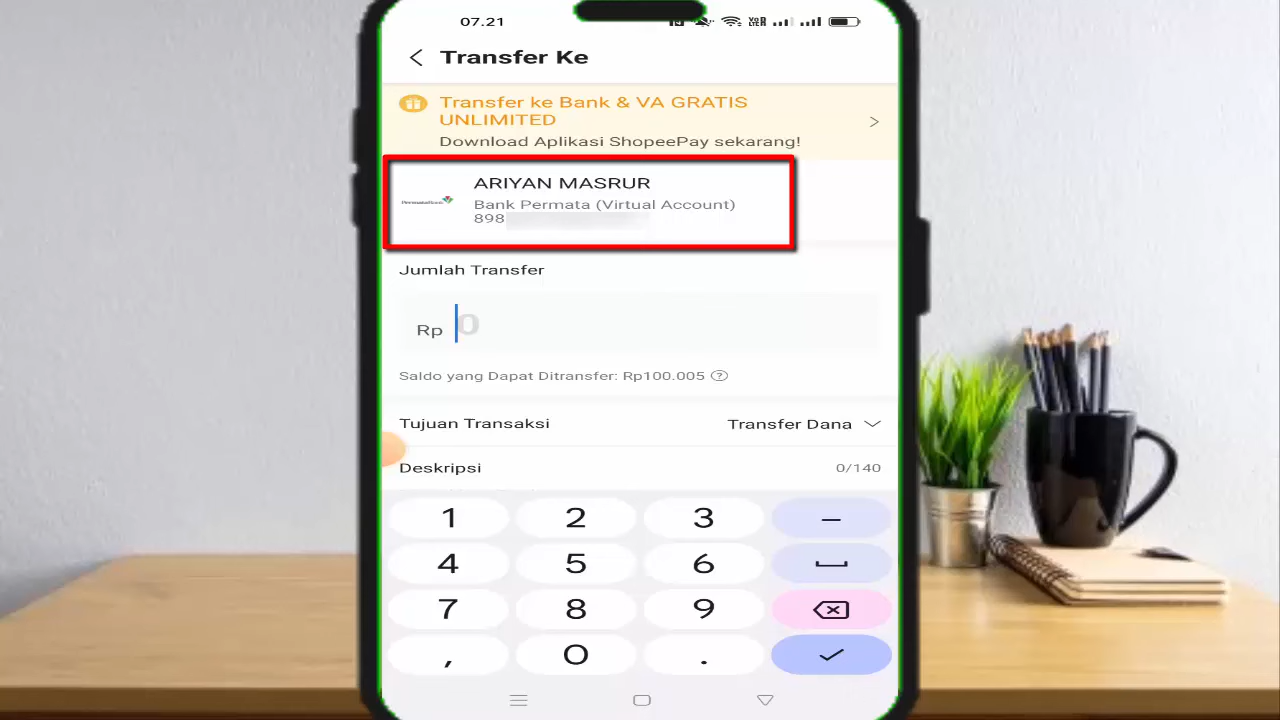 07.21
Transfer Ke
Transfer ke Bank & VA GRATIS
UNLIMITED
Download Aplikasi ShopeePay sekarang!
ARIYAN MASRUR
PermataBank
Bank Permata (Virtual Account)
898
Jumlah Transfer
Rp 0
Saldo yang Dapat Ditransfer: Rp100.005 ?
Tujuan Transaksi Transfer Dana
Deskripsi 0/140
1 2 3 –
4 5 6
7 8 9
, 0 .